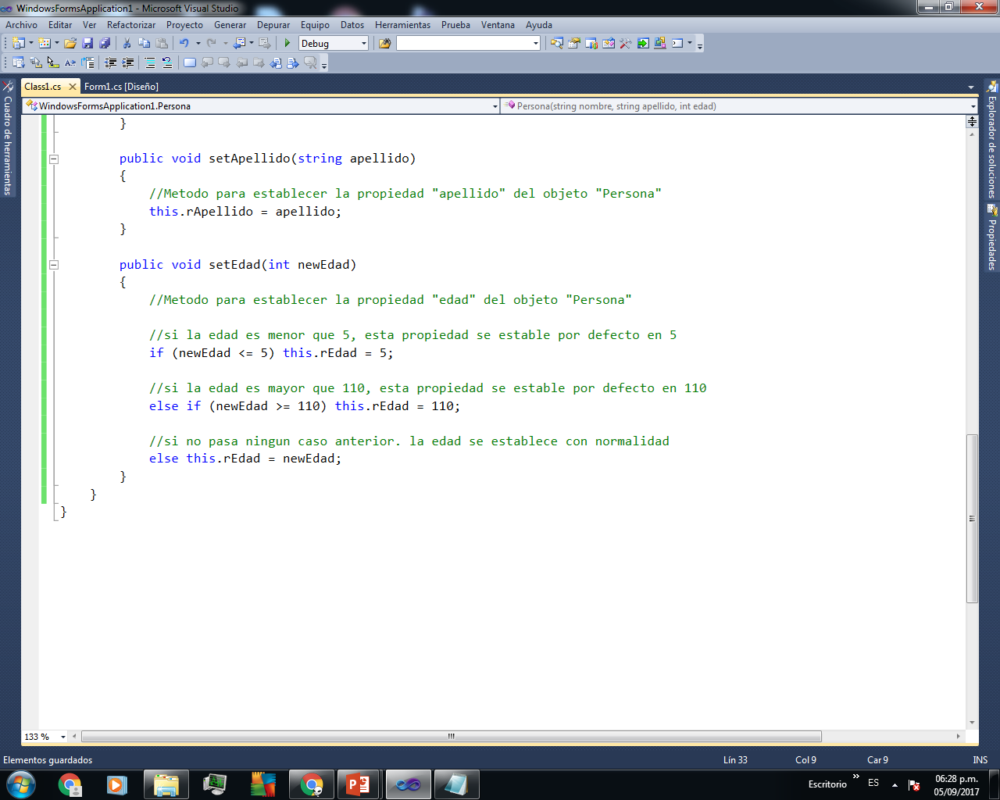 WindowsFormsApplication1 - Microsoft Visual Studio
Archivo Editar Ver Refactorizar Proyecto Generar Depurar Equipo Datos Herramientas Prueba Ventana Ayuda
Debug
Class1.cs Form1.cs [Diseño]
WindowsFormsApplication1.Persona Persona(string nombre, string apellido, int edad)
Cuadro de herramientas
Explorador de soluciones
Propiedades
}
public void setApellido(string apellido)
{
//Metodo para establecer la propiedad "apellido" del objeto "Persona"
this.rApellido = apellido;
}
public void setEdad(int newEdad)
{
//Metodo para establecer la propiedad "edad" del objeto "Persona"
//si la edad es menor que 5, esta propiedad se estable por defecto en 5
if (newEdad <= 5) this.rEdad = 5;
//si la edad es mayor que 110, esta propiedad se estable por defecto en 110
else if (newEdad >= 110) this.rEdad = 110;
//si no pasa ningun caso anterior. la edad se establece con normalidad
else this.rEdad = newEdad;
}
}
}
133 %
Elementos guardados Lín 33 Col 9 Car 9 INS
Escritorio » ES 06:28 p.m.
05/09/2017